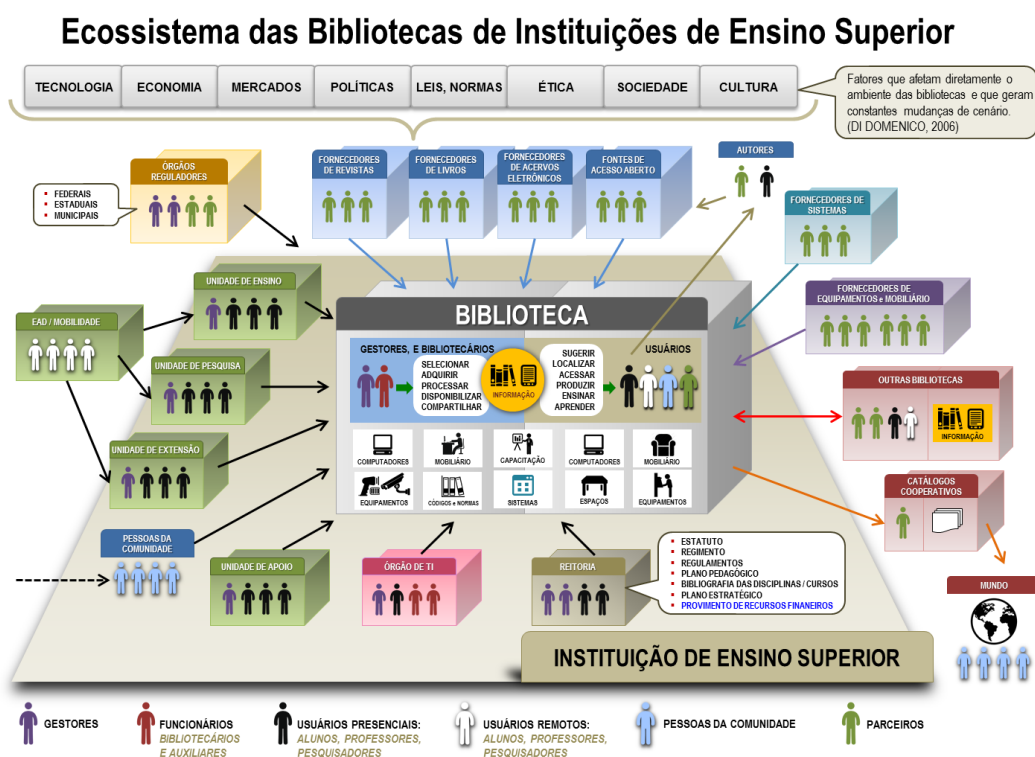 Ecossistema das Bibliotecas de Instituições de Ensino Superior
TECNOLOGIA
ECONOMIA
MERCADOS
POLÍTICAS
LEIS, NORMAS
ÉTICA
SOCIEDADE
CULTURA
Fatores que afetam diretamente o
ambiente das bibliotecas e que geram
constantes mudanças de cenário.
(DI DOMENICO, 2006)
ÓRGÃOS
REGULADORES
FEDERAIS
ESTADUAIS
MUNICIPAIS
FORNECEDORES
DE REVISTAS
FORNECEDORES
DE LIVROS
FORNECEDORES
DE ACERVOS
ELETRÔNICOS
FONTES DE
ACESSO ABERTO
AUTORES
FORNECEDORES DE
SISTEMAS
FORNECEDORES DE
EQUIPAMENTOS e MOBILIÁRIO
UNIDADE DE ENSINO
EAD / MOBILIDADE
UNIDADE DE PESQUISA
UNIDADE DE EXTENSÃO
PESSOAS DA
COMUNIDADE
BIBLIOTECA
GESTORES, E BIBLIOTECÁRIOS
SELECIONAR
ADQUIRIR
PROCESSAR
DISPONIBILIZAR
COMPARTILHAR
INFORMAÇÃO
SUGERIR
LOCALIZAR
ACESSAR
PRODUZIR
ENSINAR
APRENDER
USUÁRIOS
COMPUTADORES
MOBILIÁRIO
CAPACITAÇÃO
COMPUTADORES
MOBILIÁRIO
EQUIPAMENTOS
CÓDIGOS e NORMAS
SISTEMAS
ESPAÇOS
EQUIPAMENTOS
OUTRAS BIBLIOTECAS
INFORMAÇÃO
CATÁLOGOS
COOPERATIVOS
MUNDO
UNIDADE DE APOIO
ÓRGÃO DE TI
REITORIA
ESTATUTO
REGIMENTO
REGULAMENTOS
PLANO PEDAGÓGICO
BIBLIOGRAFIA DAS DISCIPLINAS / CURSOS
PLANO ESTRATÉGICO
PROVIMENTO DE RECURSOS FINANEIROS
INSTITUIÇÃO DE ENSINO SUPERIOR
GESTORES
FUNCIONÁRIOS
BIBLIOTECÁRIOS
E AUXILIARES
USUÁRIOS PRESENCIAIS:
ALUNOS, PROFESSORES,
PESQUISADORES
USUÁRIOS REMOTOS:
ALUNOS, PROFESSORES,
PESQUISADORES
PESSOAS DA COMUNIDADE
PARCEIROS